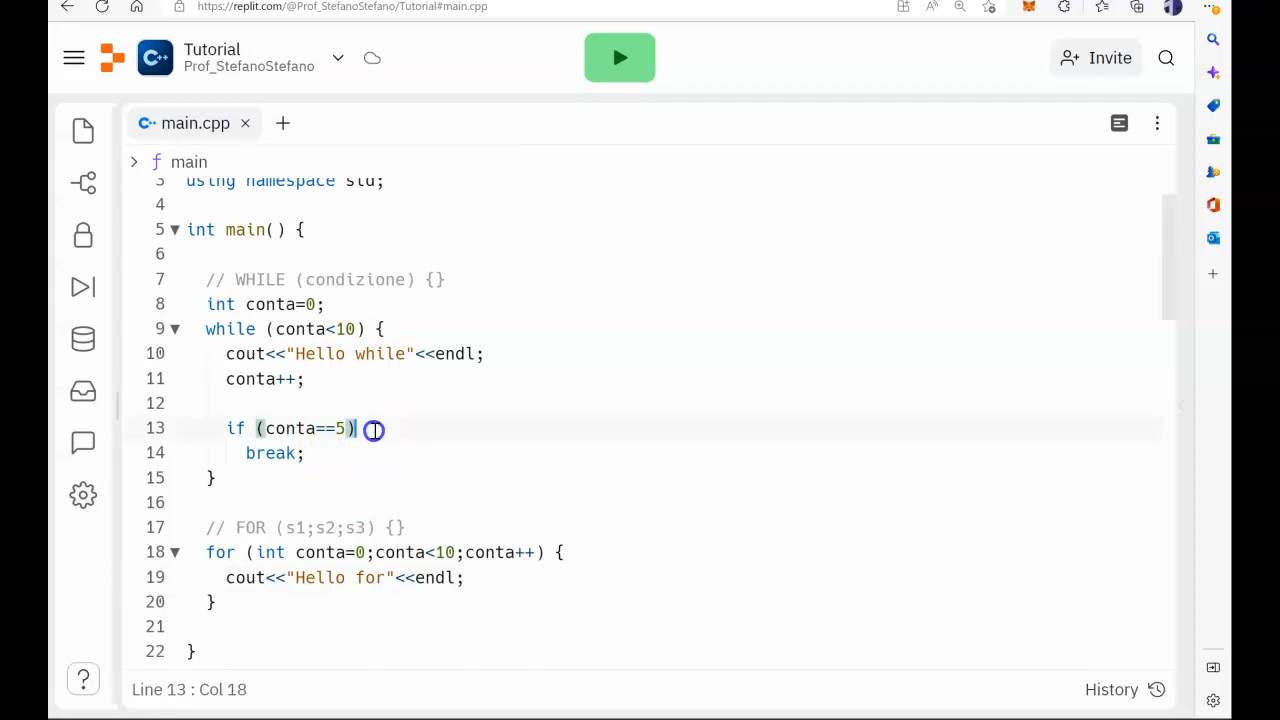 https://replit.com/@Prof_StefanoStefano/Tutorial#main.cpp
Tutorial
Prof_StefanoStefano
Invite
C++
main.cpp
main
3 using namespace std;
4
5 int main() {
6
7 // WHILE (condizione) {}
8 int conta=0;
9 while (conta<10) {
10 cout<<"Hello while"<<endl;
11 conta++;
12
13 if (conta==5)
14 break;
15 }
16
17 // FOR (s1;s2;s3) {}
18 for (int conta=0;conta<10;conta++) {
19 cout<<"Hello for"<<endl;
20 }
21
22 }
Line 13 : Col 18
History